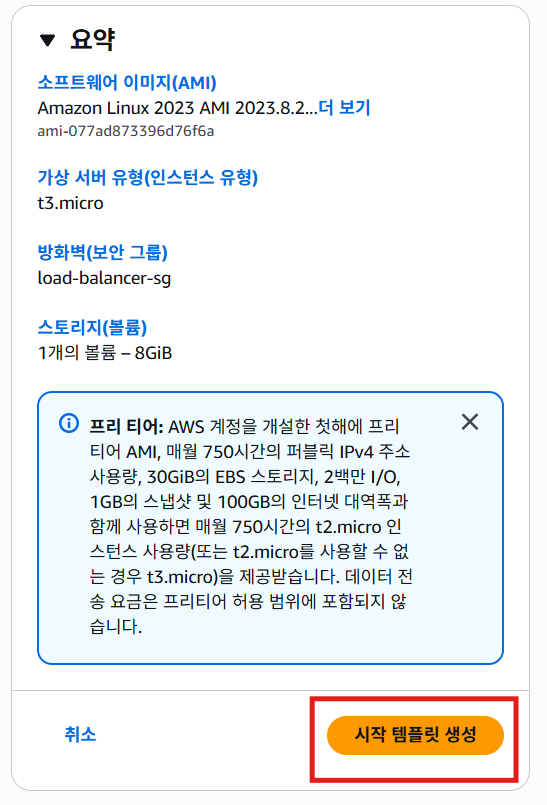 ▼ 요약
소프트웨어 이미지(AMI)
Amazon Linux 2023 AMI 2023.8.2...더 보기
ami-077ad873396d76f6a
가상 서버 유형(인스턴스 유형)
t3.micro
방화벽(보안 그룹)
load-balancer-sg
스토리지(볼륨)
1개의 볼륨 – 8GiB
프리 티어: AWS 계정을 개설한 첫해에 프리
티어 AMI, 매월 750시간의 퍼블릭 IPv4 주소
사용량, 30GiB의 EBS 스토리지, 2백만 I/O,
1GB의 스냅샷 및 100GB의 인터넷 대역폭과
함께 사용하면 매월 750시간의 t2.micro 인
스턴스 사용량(또는 t2.micro를 사용할 수 없
는 경우 t3.micro)을 제공받습니다. 데이터 전
송 요금은 프리티어 허용 범위에 포함되지 않
습니다.
취소
시작 템플릿 생성